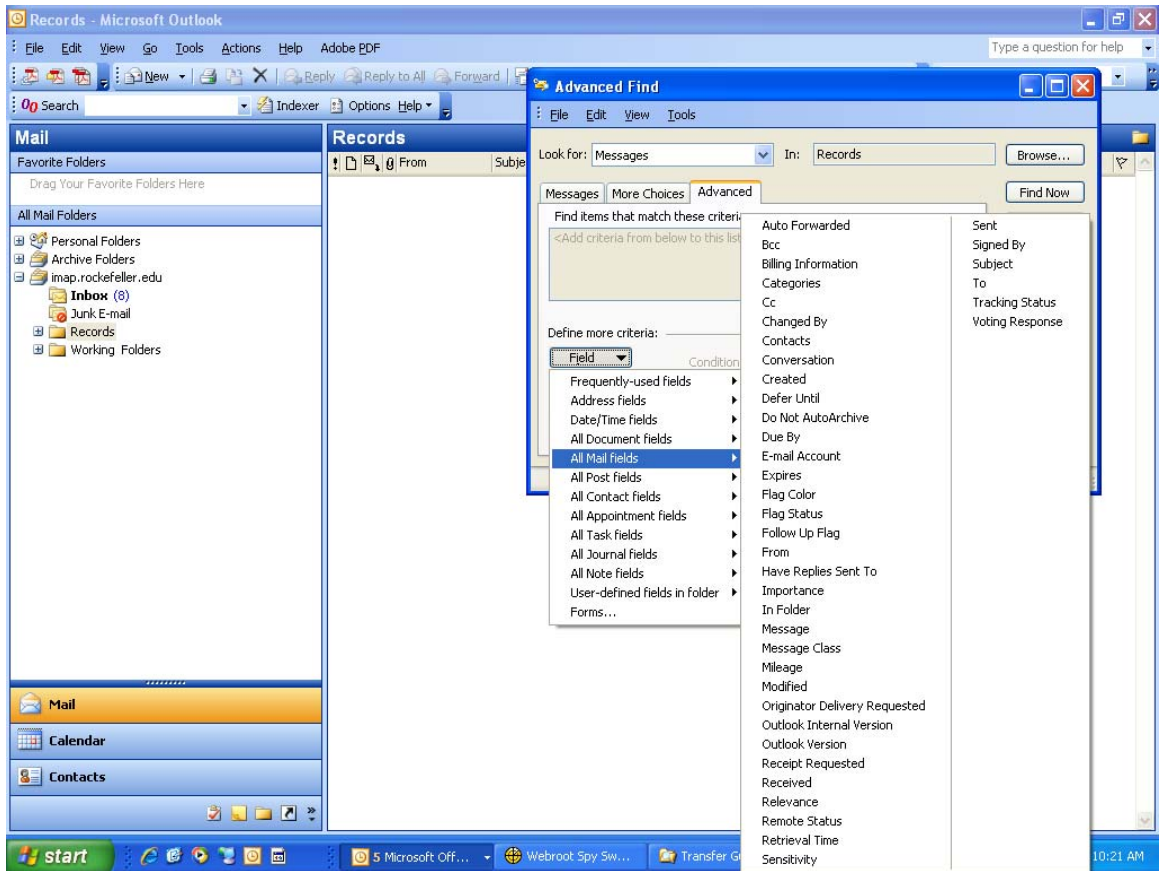 Records - Microsoft Outlook
File Edit View Go Tools Actions Help Adobe PDF
Type a question for help
New Reply Reply to All Forward
Search Indexer Options Help
Mail
Favorite Folders
Drag Your Favorite Folders Here
All Mail Folders
Personal Folders
Archive Folders
imap.rockefeller.edu
Inbox (8)
Junk E-mail
Records
Working Folders
Mail
Calendar
Contacts
Records
From Subje
Advanced Find
File Edit View Tools
Look for: Messages In: Records Browse...
Messages More Choices Advanced Find Now
Find items that match these criteri
<Add criteria from below to this list
Define more criteria:
Field Condition
Frequently-used fields
Address fields
Date/Time fields
All Document fields
All Mail fields
All Post fields
All Contact fields
All Appointment fields
All Task fields
All Journal fields
All Note fields
User-defined fields in folder
Forms...
Auto Forwarded
Bcc
Billing Information
Categories
Cc
Changed By
Contacts
Conversation
Created
Defer Until
Do Not AutoArchive
Due By
E-mail Account
Expires
Flag Color
Flag Status
Follow Up Flag
From
Have Replies Sent To
Importance
In Folder
Message
Message Class
Mileage
Modified
Originator Delivery Requested
Outlook Internal Version
Outlook Version
Receipt Requested
Received
Relevance
Remote Status
Retrieval Time
Sensitivity
Sent
Signed By
Subject
To
Tracking Status
Voting Response
start 5 Microsoft Off... Webroot Spy Sw... Transfer G 10:21 AM